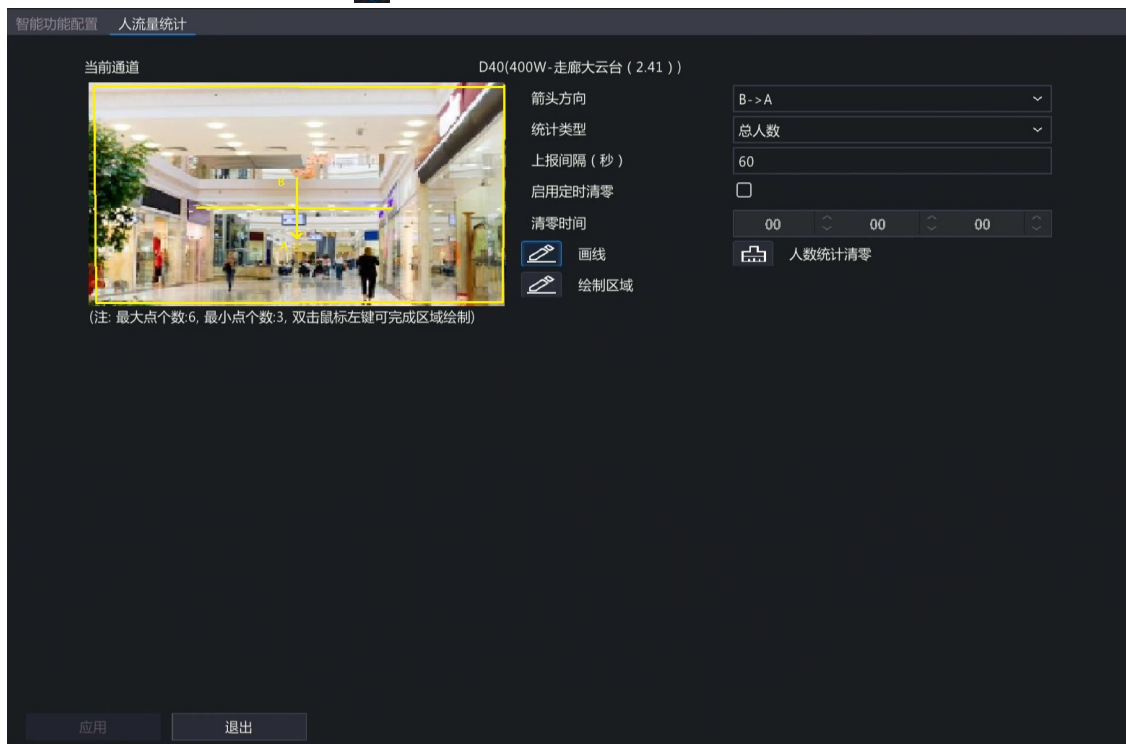 智能功能配置 人流量统计
当前通道 D40(400W-走廊大云台（2.41）)
箭头方向 B->A
统计类型 总人数
上报间隔（秒） 60
启用定时清零
清零时间 00 00 00
画线 人数统计清零
绘制区域
B
A
(注: 最大点个数:6, 最小点个数:3, 双击鼠标左键可完成区域绘制)
应用 退出